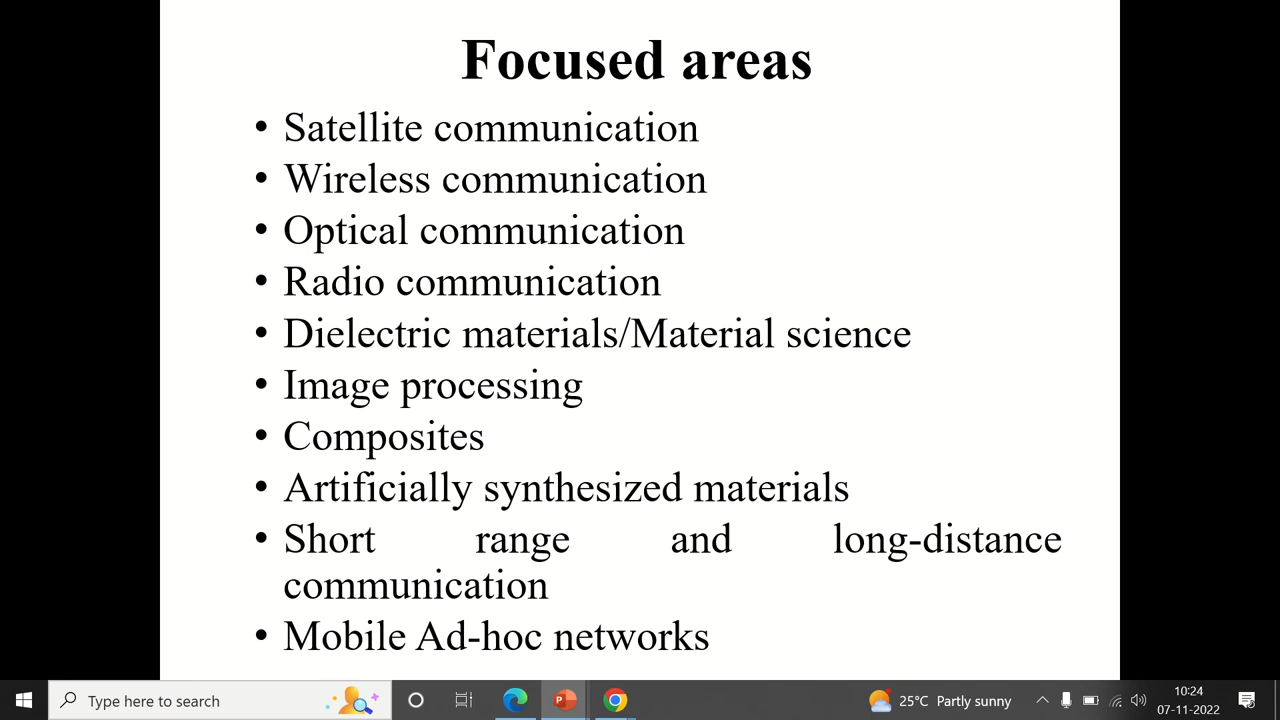 Focused areas
• Satellite communication
• Wireless communication
• Optical communication
• Radio communication
• Dielectric materials/Material science
• Image processing
• Composites
• Artificially synthesized materials
• Short range and long-distance
communication
• Mobile Ad-hoc networks
Type here to search
25°C Partly sunny
10:24
07-11-2022